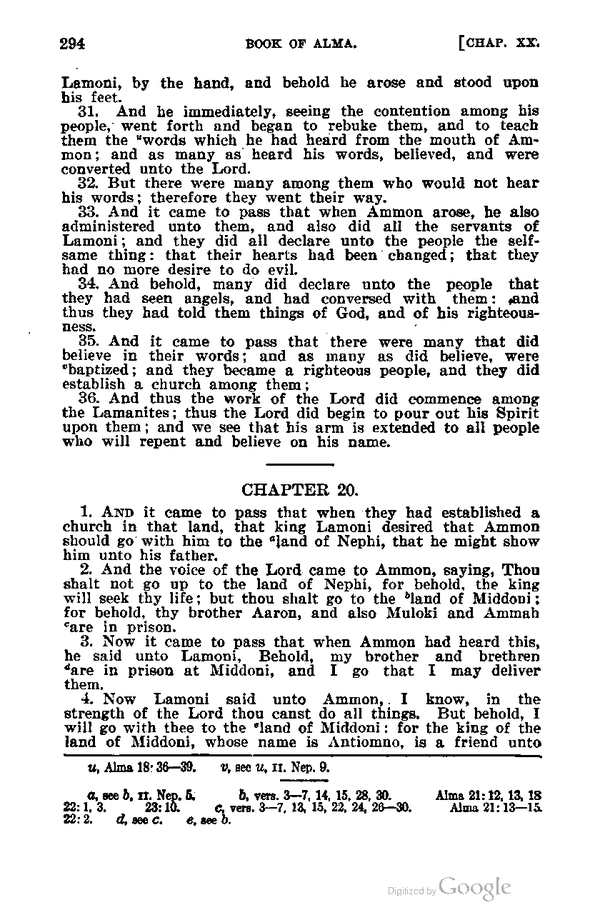 294 BOOK OF ALMA. [CHAP. XX.
Lamoni, by the hand, and behold he arose and stood upon
his feet.
31. And he immediately, seeing the contention among his
people, went forth and began to rebuke them, and to teach
them the ᵘwords which he had heard from the mouth of Am-
mon; and as many as heard his words, believed, and were
converted unto the Lord.
32. But there were many among them who would not hear
his words; therefore they went their way.
33. And it came to pass that when Ammon arose, he also
administered unto them, and also did all the servants of
Lamoni; and they did all declare unto the people the self-
same thing: that their hearts had been changed; that they
had no more desire to do evil.
34. And behold, many did declare unto the people that
they had seen angels, and had conversed with them: and
thus they had told them things of God, and of his righteous-
ness.
35. And it came to pass that there were many that did
believe in their words; and as many as did believe, were
ᵛbaptized; and they became a righteous people, and they did
establish a church among them;
36. And thus the work of the Lord did commence among
the Lamanites; thus the Lord did begin to pour out his Spirit
upon them; and we see that his arm is extended to all people
who will repent and believe on his name.
CHAPTER 20.
1. AND it came to pass that when they had established a
church in that land, that king Lamoni desired that Ammon
should go with him to the ᵃland of Nephi, that he might show
him unto his father.
2. And the voice of the Lord came to Ammon, saying, Thou
shalt not go up to the land of Nephi, for behold, the king
will seek thy life; but thou shalt go to the ᵇland of Middoni;
for behold, thy brother Aaron, and also Muloki and Ammah
ᶜare in prison.
3. Now it came to pass that when Ammon had heard this,
he said unto Lamoni, Behold, my brother and brethren
ᵈare in prison at Middoni, and I go that I may deliver
them.
4. Now Lamoni said unto Ammon, I know, in the
strength of the Lord thou canst do all things. But behold, I
will go with thee to the ᵉland of Middoni: for the king of the
land of Middoni, whose name is Antiomno, is a friend unto
u, Alma 18: 36—39. v, see u, II. Nep. 9.
a, see b, II. Nep. 5. b, vers. 3—7, 14, 15, 28, 30. Alma 21: 12, 13, 18
22: 1, 3. 23: 10. c, vers. 3—7, 13, 15, 22, 24, 26—30. Alma 21: 13—15.
22: 2. d, see c. e, see b.
Digitized by Google